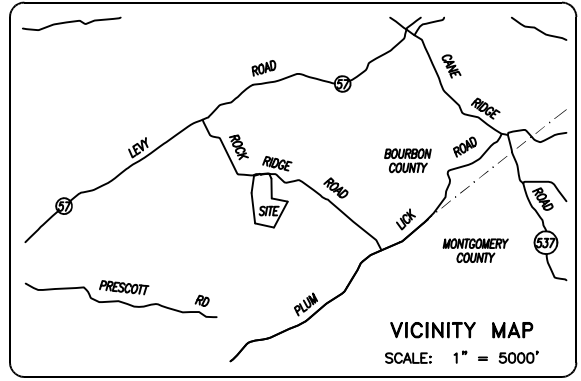 ROAD
57
CANE
RIDGE
ROAD
537
LEVY
57
ROCK
RIDGE
ROAD
SITE
BOURBON
COUNTY
ROAD
LICK
PLUM
MONTGOMERY
COUNTY
PRESCOTT RD
VICINITY MAP
SCALE: 1" = 5000'